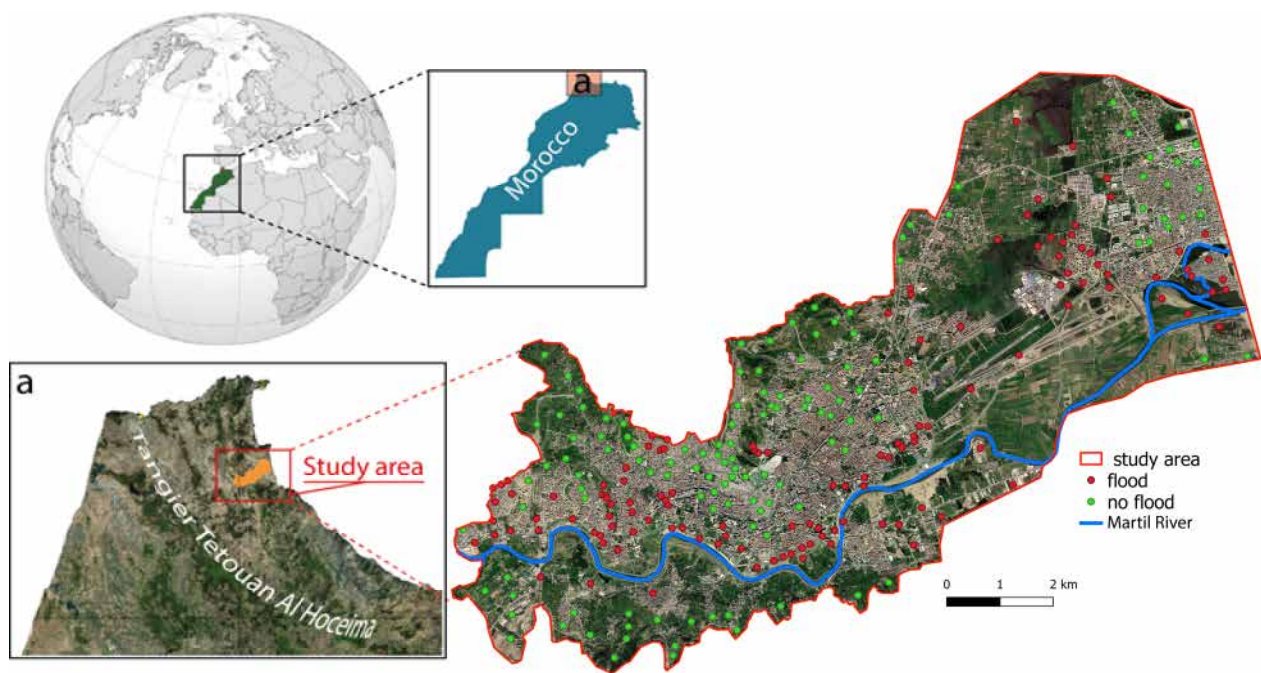 a
Morocco
a
Tangier Tetouan Al Hoceima
Study area
study area
flood
no flood
Martil River
0 1 2 km